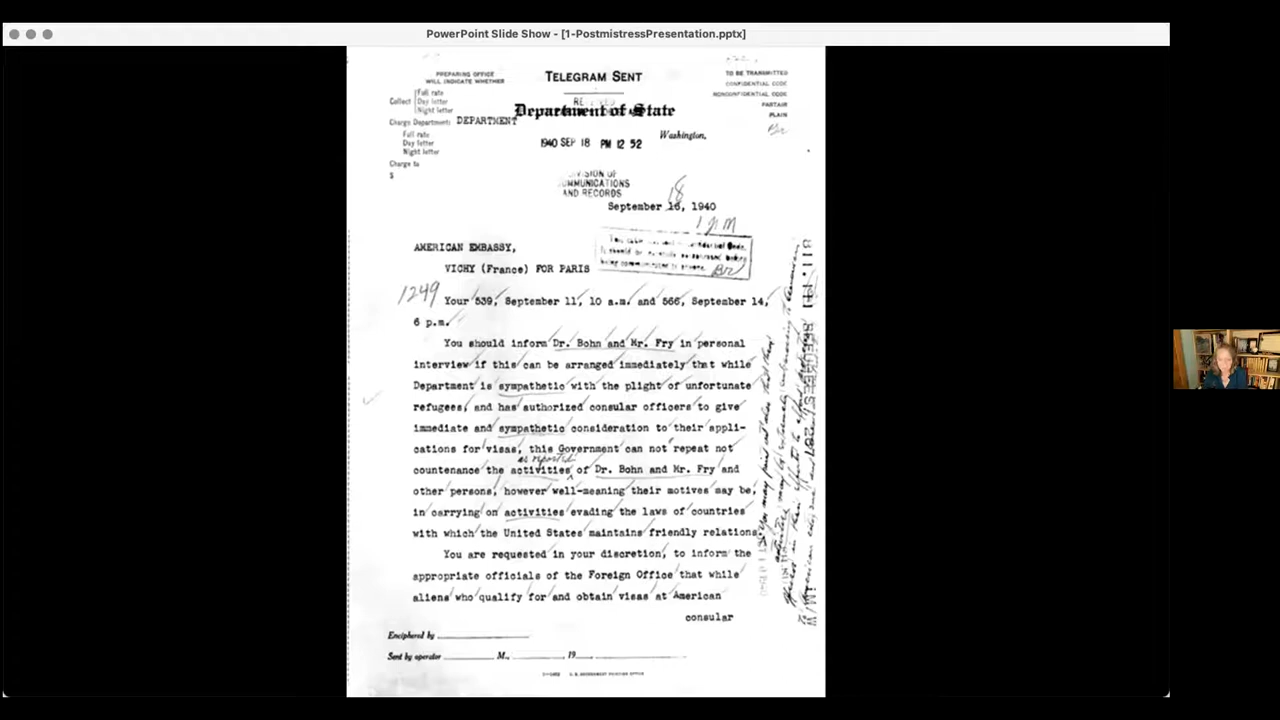 PowerPoint Slide Show - [1-PostmistressPresentation.pptx]
PREPARING OFFICE
WILL INDICATE WHETHER
Collect
Full rate
Day letter
Night letter
Charge Department:
DEPARTMENT
Full rate
Day letter
Night letter
Charge to
$
TELEGRAM SENT
Department of State
1940 SEP 18 PM 12 52
Washington,
TO BE TRANSMITTED
CONFIDENTIAL CODE
NONCONFIDENTIAL CODE
PARTAIR
PLAIN
DIVISION OF
COMMUNICATIONS
AND RECORDS
18
September 16, 1940
1 pm
AMERICAN EMBASSY,
VICHY (France) FOR PARIS
1249
Your 539, September 11, 10 a.m. and 566, September 14,
6 p.m.
You should inform Dr. Bohn and Mr. Fry in personal
interview if this can be arranged immediately that while
Department is sympathetic with the plight of unfortunate
refugees, and has authorized consular officers to give
immediate and sympathetic consideration to their appli-
cations for visas, this Government can not repeat not
as reported
countenance the activities of Dr. Bohn and Mr. Fry and
other persons, however well-meaning their motives may be,
in carrying on activities evading the laws of countries
with which the United States maintains friendly relations.
You are requested in your discretion, to inform the
appropriate officials of the Foreign Office that while
aliens who qualify for and obtain visas at American
consular
Enciphered by
Sent by operator M., 19
U. S. GOVERNMENT PRINTING OFFICE